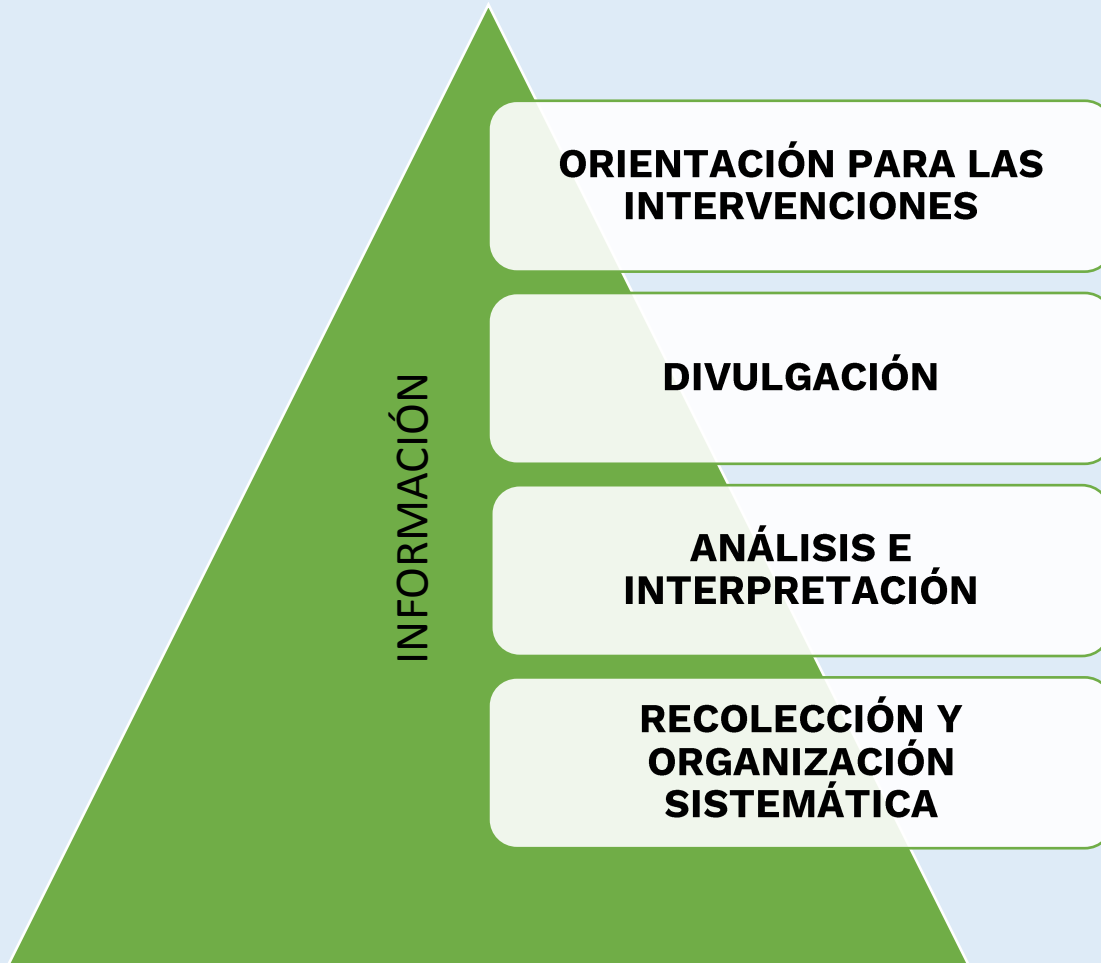 ORIENTACIÓN PARA LAS
INTERVENCIONES
DIVULGACIÓN
ANÁLISIS E
INTERPRETACIÓN
RECOLECCIÓN Y
ORGANIZACIÓN
SISTEMÁTICA
INFORMACIÓN